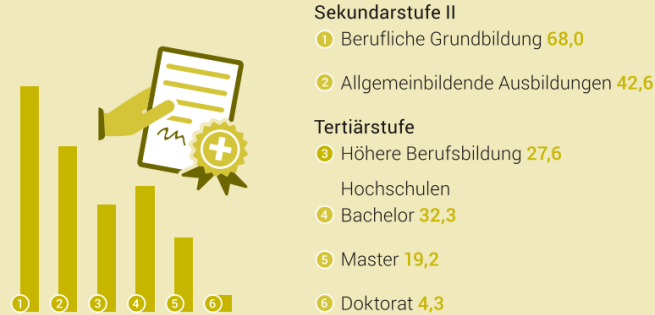 Sekundarstufe II
1 Berufliche Grundbildung 68,0
2 Allgemeinbildende Ausbildungen 42,6
Tertiärstufe
3 Höhere Berufsbildung 27,6
Hochschulen
4 Bachelor 32,3
5 Master 19,2
6 Doktorat 4,3
1 2 3 4 5 6